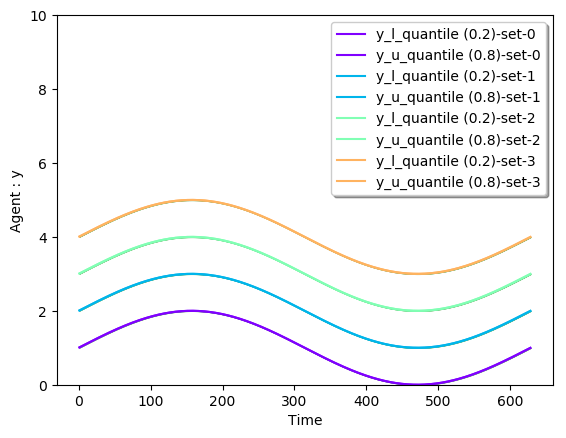 10
8
6
4
2
0
Agent : y
y_l_quantile (0.2)-set-0
y_u_quantile (0.8)-set-0
y_l_quantile (0.2)-set-1
y_u_quantile (0.8)-set-1
y_l_quantile (0.2)-set-2
y_u_quantile (0.8)-set-2
y_l_quantile (0.2)-set-3
y_u_quantile (0.8)-set-3
0 100 200 300 400 500 600
Time